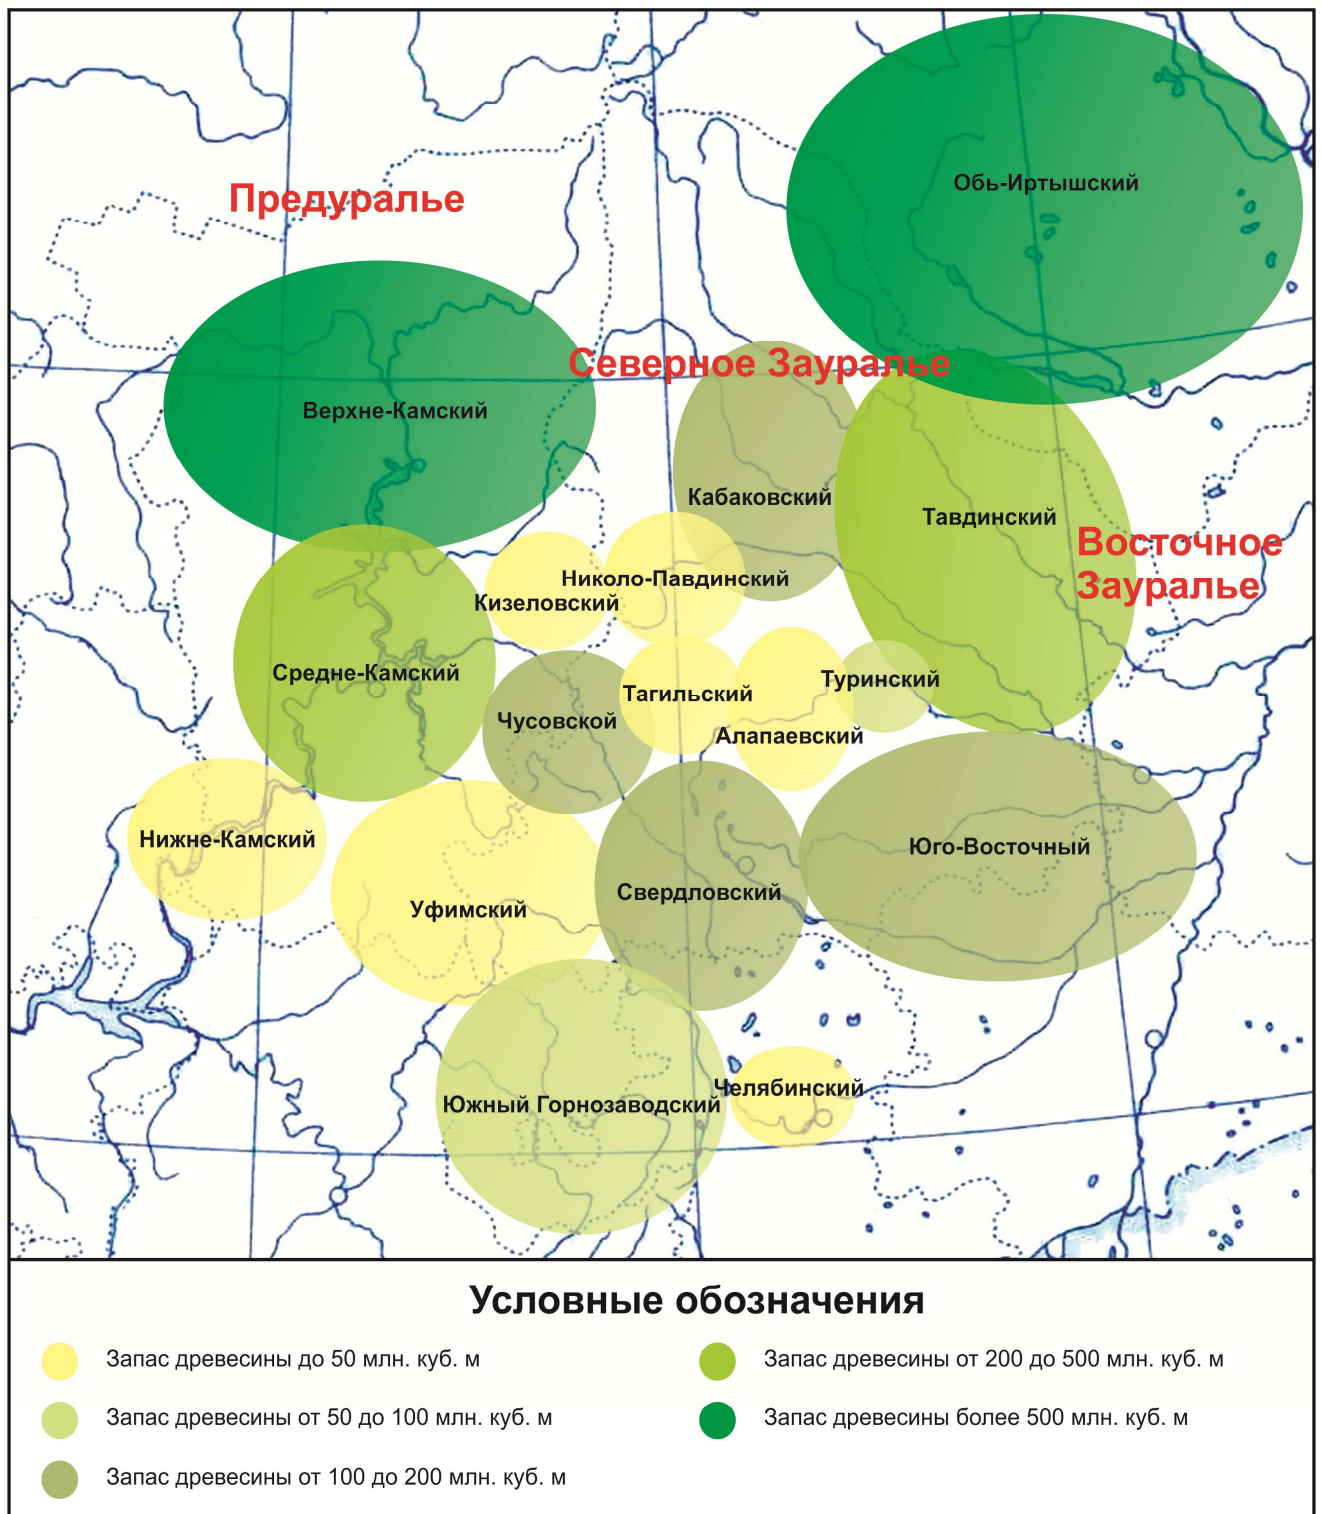 Обь-Иртышский
Предуралье
Северное Зауралье
Верхне-Камский
Кабаковский
Тавдинский
Восточное
Зауралье
Николо-Павдинский
Кизеловский
Средне-Камский
Туринский
Тагильский
Чусовской
Алапаевский
Нижне-Камский
Юго-Восточный
Свердловский
Уфимский
Челябинский
Южный Горнозаводский
Условные обозначения
Запас древесины до 50 млн. куб. м
Запас древесины от 50 до 100 млн. куб. м
Запас древесины от 100 до 200 млн. куб. м
Запас древесины от 200 до 500 млн. куб. м
Запас древесины более 500 млн. куб. м